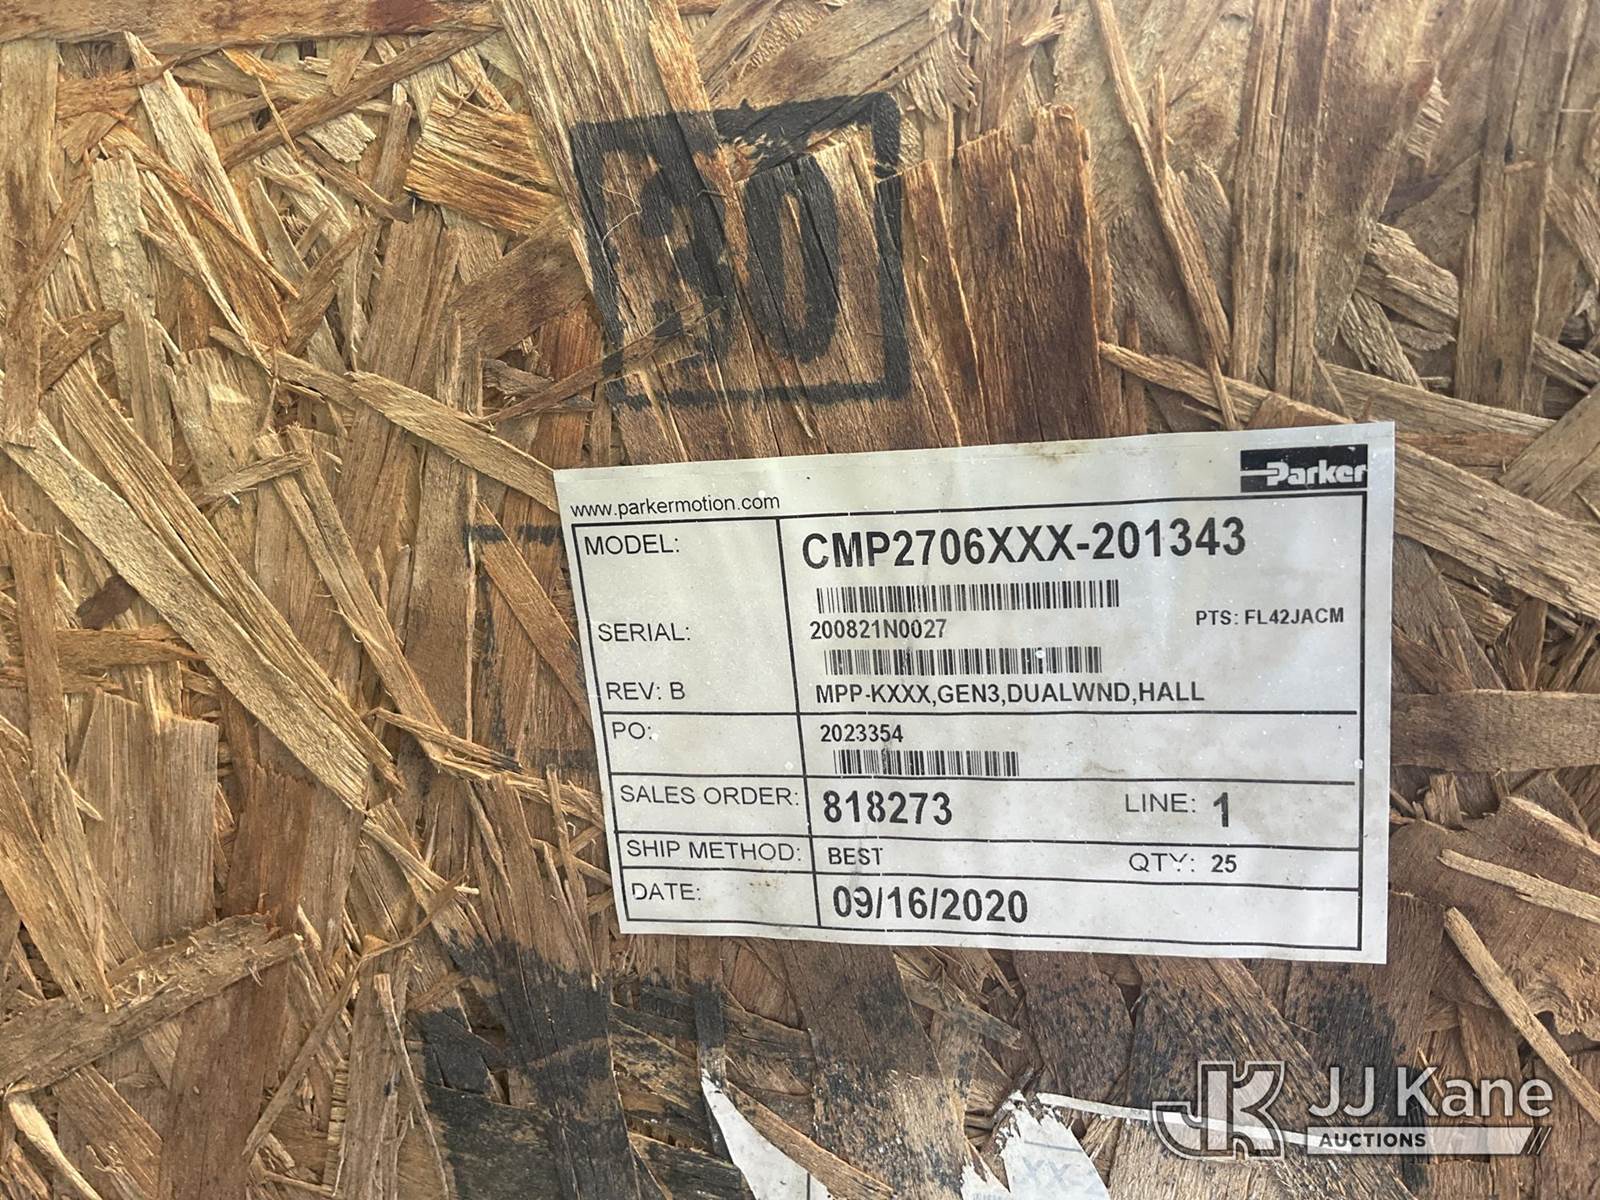 30
Parker
www.parkermotion.com
MODEL: CMP2706XXX-201343
SERIAL: 200821N0027 PTS: FL42JACM
REV: B MPP-KXXX,GEN3,DUALWND,HALL
PO: 2023354
SALES ORDER: 818273 LINE: 1
SHIP METHOD: BEST QTY: 25
DATE: 09/16/2020
JK JJ Kane
AUCTIONS